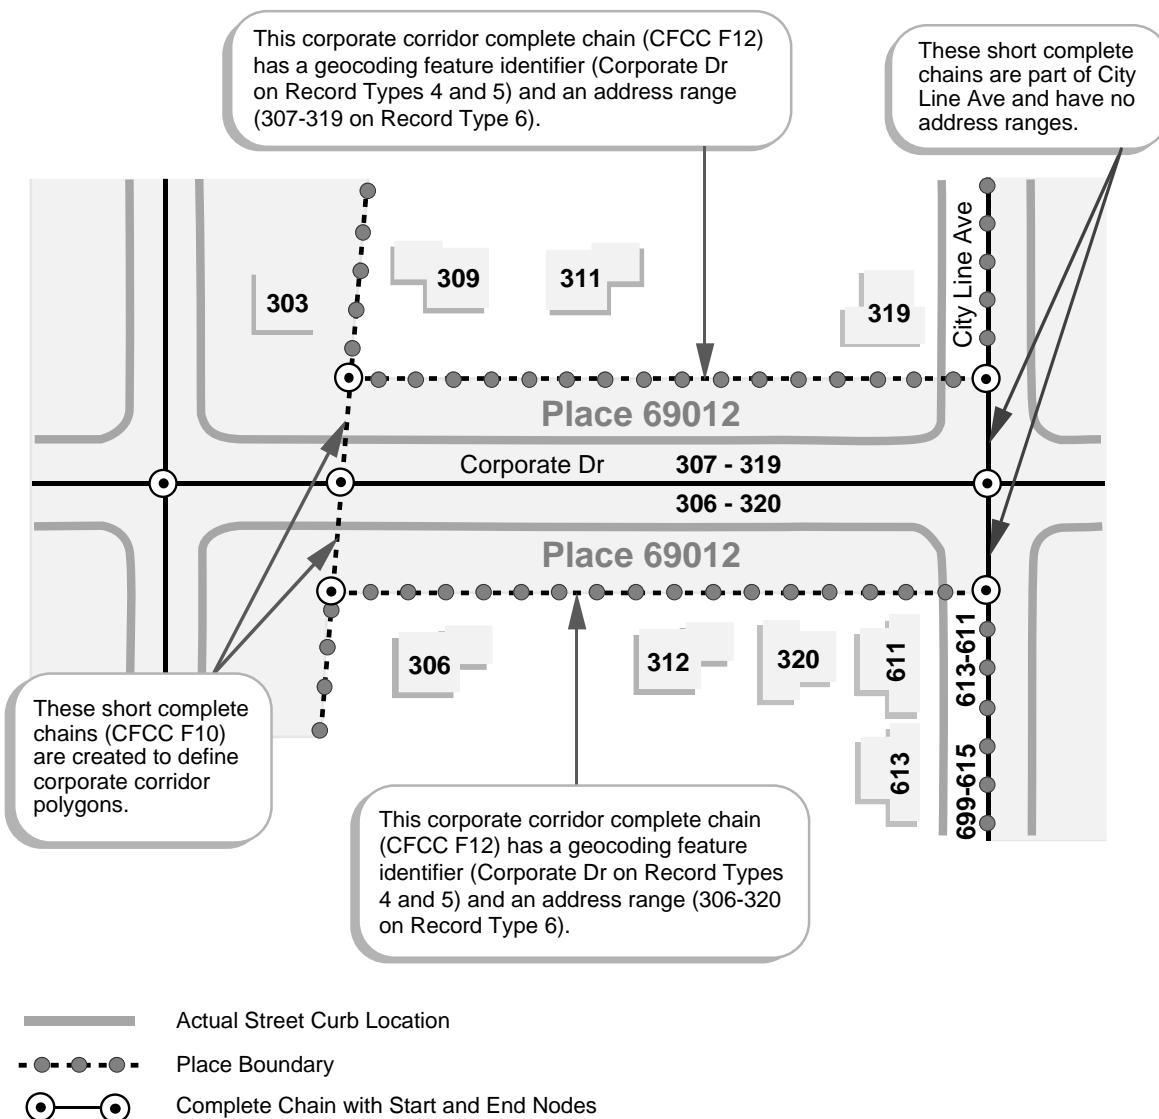 This corporate corridor complete chain (CFCC F12)
has a geocoding feature identifier (Corporate Dr
on Record Types 4 and 5) and an address range
(307-319 on Record Type 6).
These short complete
chains are part of City
Line Ave and have no
address ranges.
City Line Ave
303
309
311
319
Place 69012
Corporate Dr 307 - 319
306 - 320
Place 69012
306
312
320
611
613-611
613
699-615
These short complete
chains (CFCC F10)
are created to define
corporate corridor
polygons.
This corporate corridor complete chain
(CFCC F12) has a geocoding feature
identifier (Corporate Dr on Record Types
4 and 5) and an address range (306-320
on Record Type 6).
Actual Street Curb Location
Place Boundary
Complete Chain with Start and End Nodes